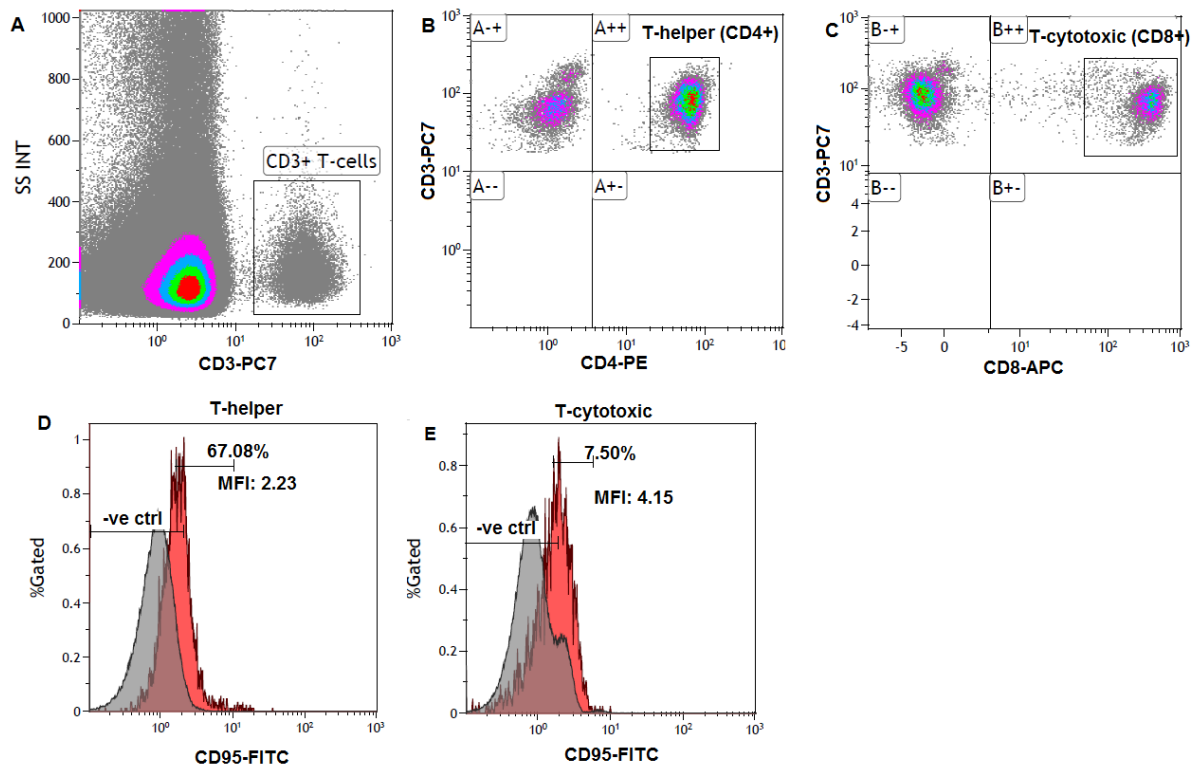 A
1000
800
600
400
300
200
100
0
SS INT
CD3+ T-cells
10⁰
10¹
10²
10³
CD3-PC7
B
A-+
A++
T-helper (CD4+)
10³
10²
10¹
10⁰
CD3-PC7
A--
A+-
10⁰
10¹
10²
10³
CD4-PE
C
B-+
B++
T-cytotoxic (CD8+)
10³
10²
10¹
4
2
0
-2
-4
CD3-PC7
B--
B+-
-5
0
10¹
10²
10³
CD8-APC
D
T-helper
1
0.8
0.6
0.4
0.2
0
%Gated
67.08%
MFI: 2.23
-ve ctrl
10⁰
10¹
10²
10³
CD95-FITC
E
T-cytotoxic
0.8
0.6
0.4
0.2
0
%Gated
7.50%
MFI: 4.15
-ve ctrl
10⁰
10¹
10²
10³
CD95-FITC